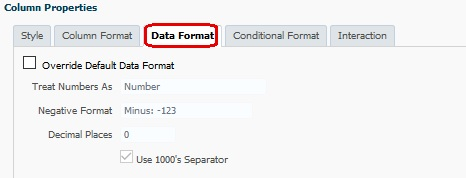 Column Properties
Style Column Format Data Format Conditional Format Interaction
Override Default Data Format
Treat Numbers As Number
Negative Format Minus: -123
Decimal Places 0
Use 1000's Separator